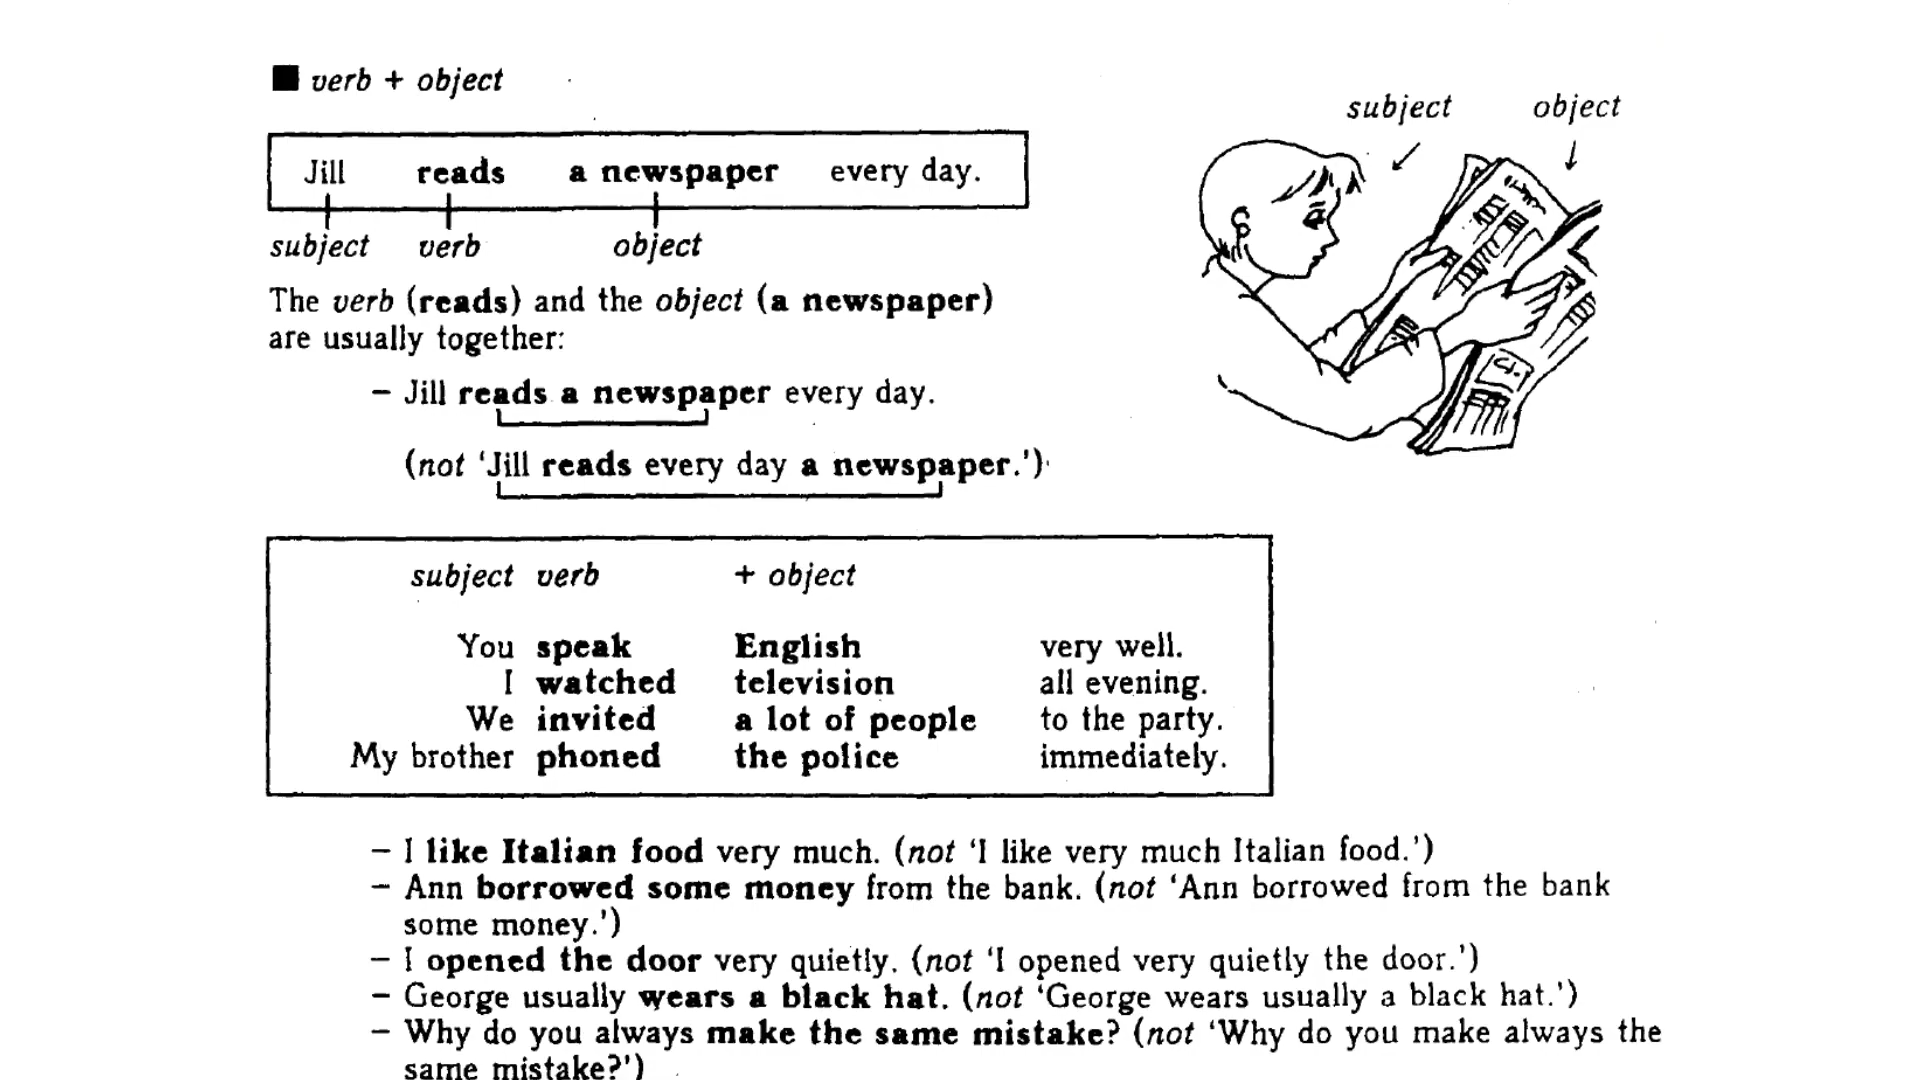 ■ verb + object
subject object
Jill reads a newspaper every day.
subject verb object
The verb (reads) and the object (a newspaper)
are usually together:
– Jill reads a newspaper every day.
(not ‘Jill reads every day a newspaper.’)
subject verb + object
You speak English very well.
I watched television all evening.
We invited a lot of people to the party.
My brother phoned the police immediately.
– I like Italian food very much. (not ‘I like very much Italian food.’)
– Ann borrowed some money from the bank. (not ‘Ann borrowed from the bank
some money.’)
– I opened the door very quietly. (not ‘I opened very quietly the door.’)
– George usually wears a black hat. (not ‘George wears usually a black hat.’)
– Why do you always make the same mistake? (not ‘Why do you make always the
same mistake?’)